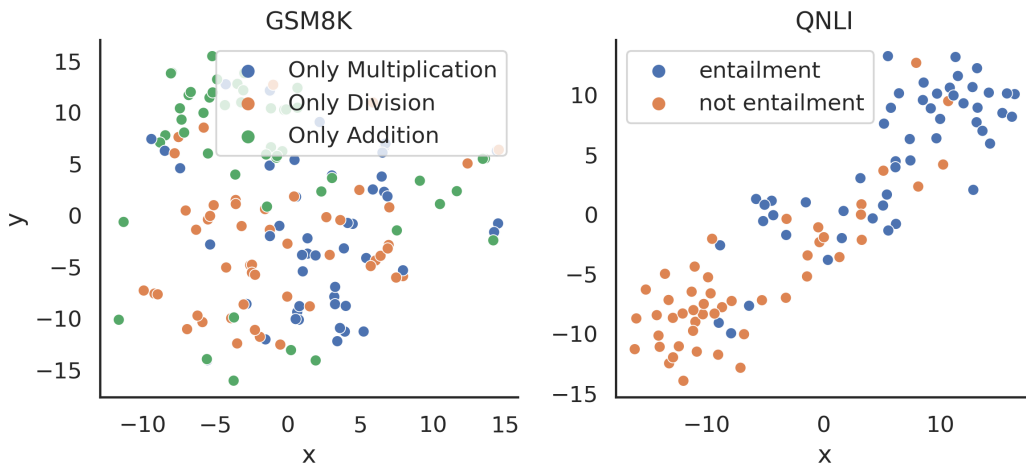 GSM8K
Only Multiplication
Only Division
Only Addition
15
10
5
0
−5
−10
−15
y
−10 −5 0 5 10 15
x
QNLI
entailment
not entailment
10
5
0
−5
−10
−15
−10 0 10
x